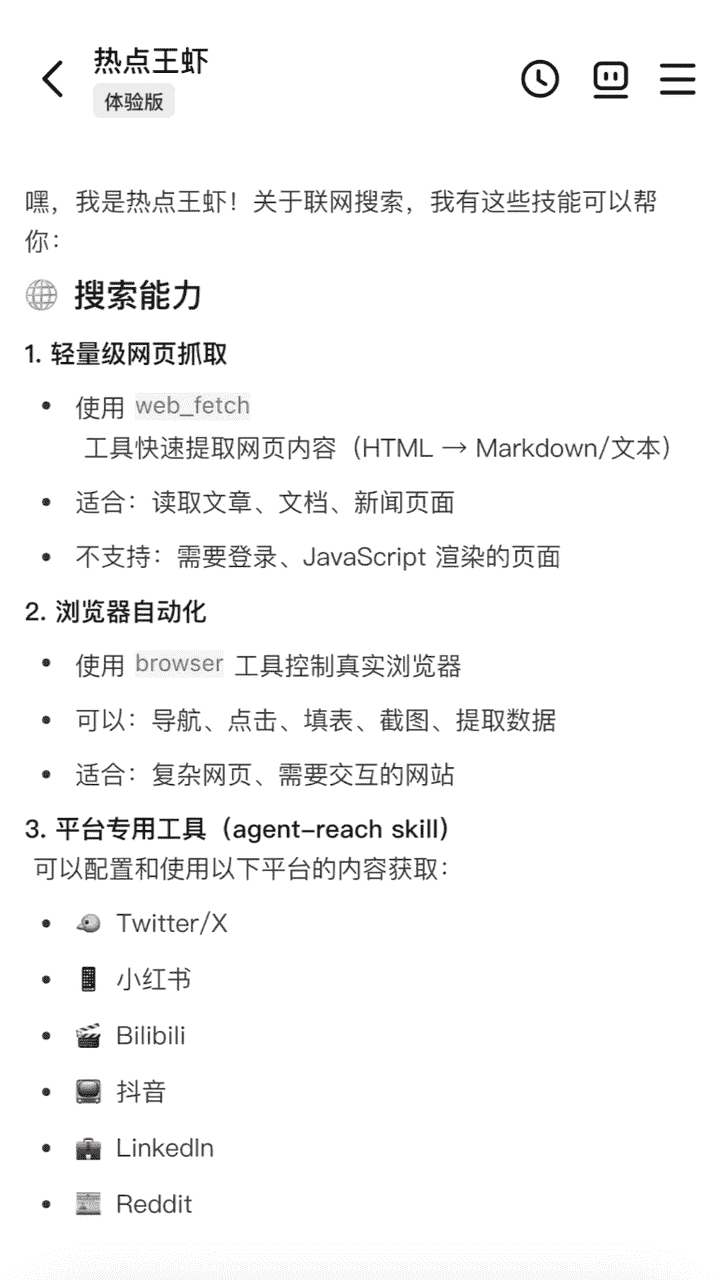 热点王虾
体验版
嘿，我是热点王虾！关于联网搜索，我有这些技能可以帮
你：
搜索能力
1. 轻量级网页抓取
使用 web_fetch
工具快速提取网页内容（HTML → Markdown/文本）
适合：读取文章、文档、新闻页面
不支持：需要登录、JavaScript 渲染的页面
2. 浏览器自动化
使用 browser 工具控制真实浏览器
可以：导航、点击、填表、截图、提取数据
适合：复杂网页、需要交互的网站
3. 平台专用工具（agent-reach skill）
可以配置和使用以下平台的内容获取：
Twitter/X
小红书
Bilibili
抖音
LinkedIn
Reddit